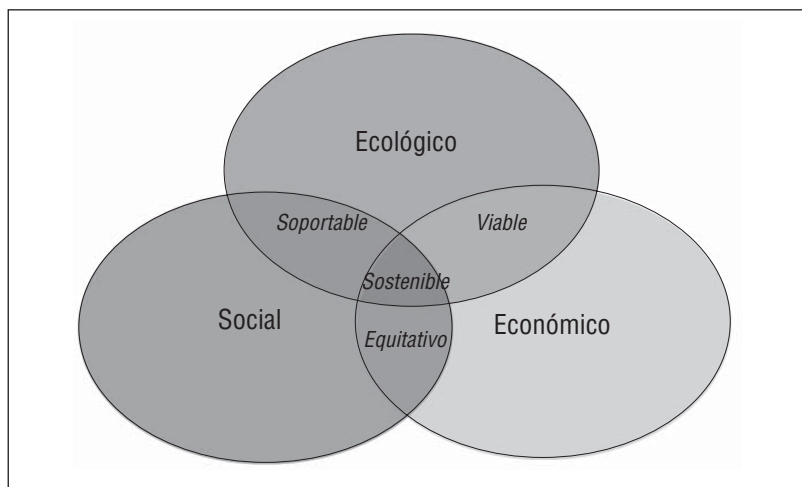 Ecológico
Soportable
Viable
Sostenible
Social
Económico
Equitativo